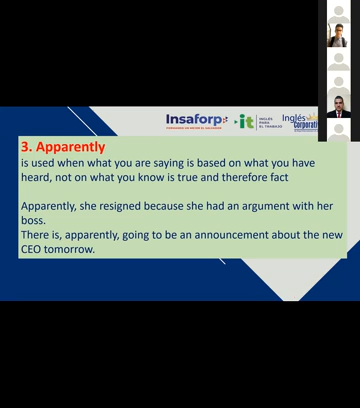 Insaforp
it
INGLÉS
PARA
EL TRABAJO
Inglés
Corporati
3. Apparently
is used when what you are saying is based on what you have
heard, not on what you know is true and therefore fact
Apparently, she resigned because she had an argument with her
boss.
There is, apparently, going to be an announcement about the new
CEO tomorrow.